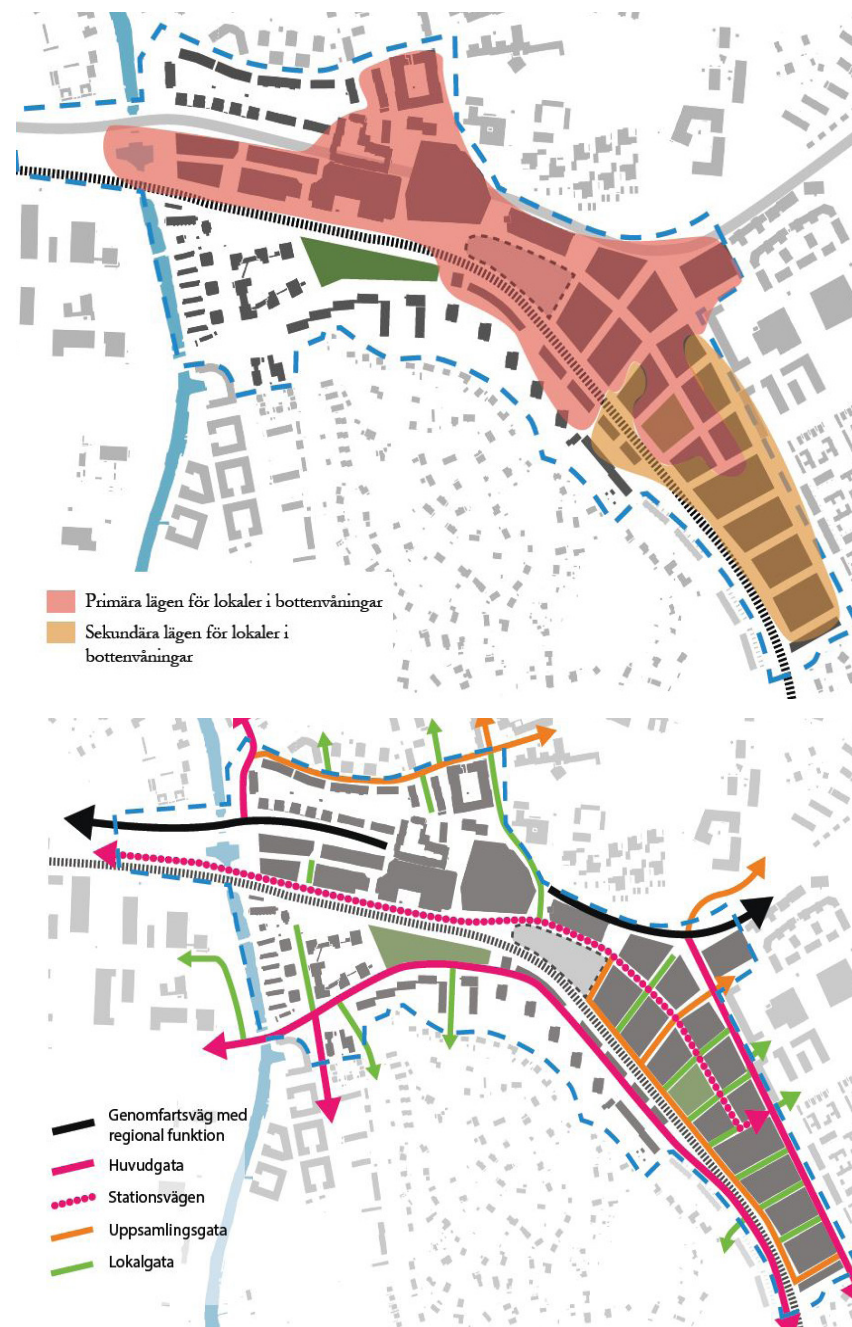 Primära lägen för lokaler i bottenvåningar
Sekundära lägen för lokaler i
bottenvåningar
Genomfartsväg med
regional funktion
Huvudgata
Stationsvägen
Uppsamlingsgata
Lokalgata